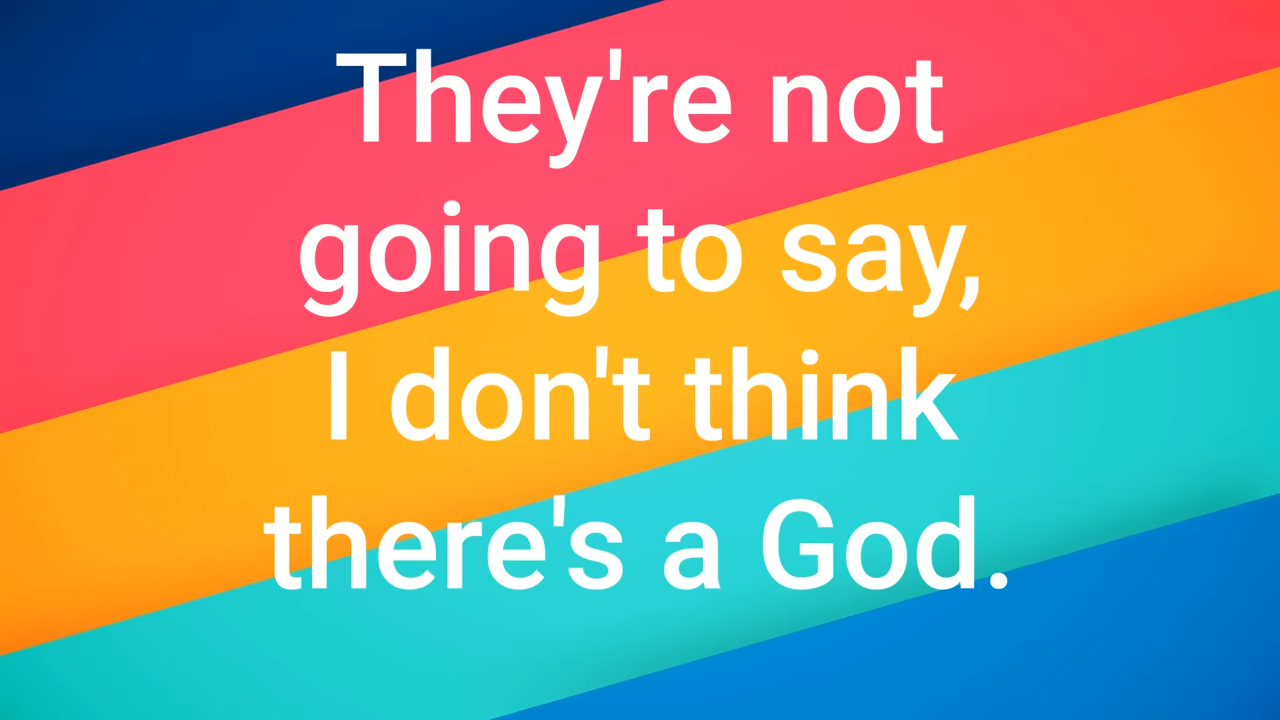 They're not
going to say,
I don't think
there's a God.